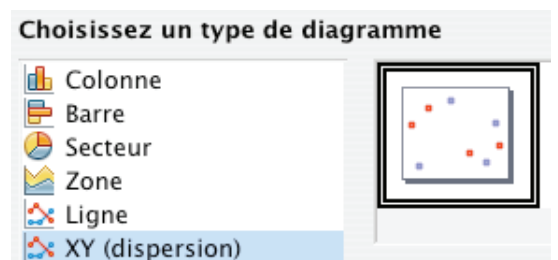 Choisissez un type de diagramme
Colonne
Barre
Secteur
Zone
Ligne
XY (dispersion)